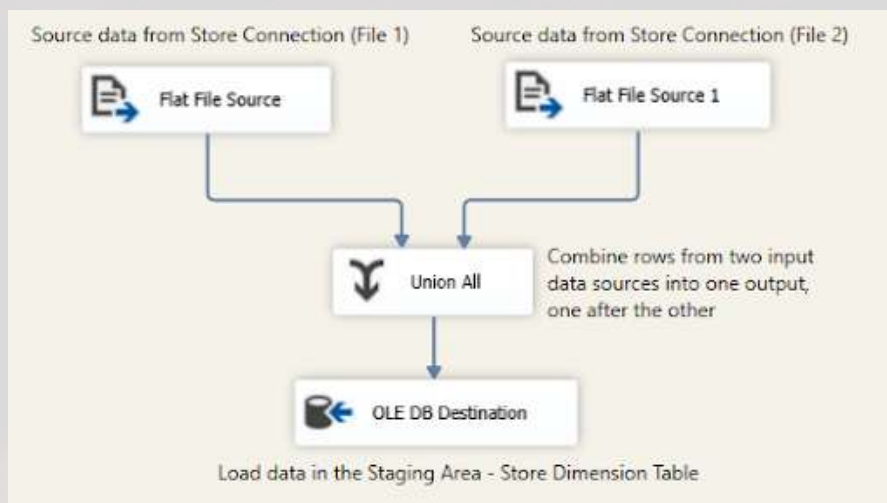 Source data from Store Connection (File 1)
Source data from Store Connection (File 2)
Flat File Source
Flat File Source 1
Union All
Combine rows from two input
data sources into one output,
one after the other
OLE DB Destination
Load data in the Staging Area - Store Dimension Table